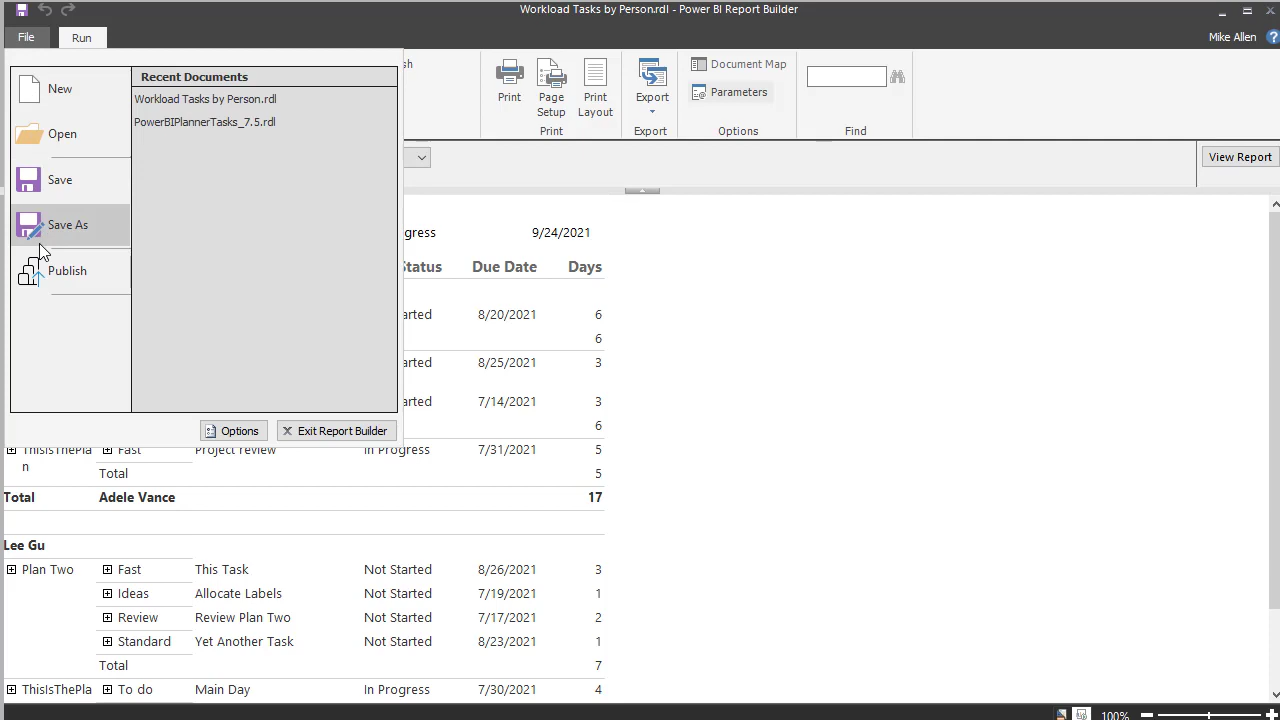 Workload Tasks by Person.rdl - Power BI Report Builder
File Run Mike Allen ?
New
Open
Save
Save As
Publish
Recent Documents
Workload Tasks by Person.rdl
PowerBIPlannerTasks_7.5.rdl
Options Exit Report Builder
sh
Print Page Setup Print Layout
Print
Export
Export
Document Map
Parameters
Options
Find
View Report
gress 9/24/2021
Status Due Date Days
arted 8/20/2021 6
6
arted 8/25/2021 3
arted 7/14/2021 3
6
ThisIsThePla Fast Project review In Progress 7/31/2021 5
n
Total 5
Total Adele Vance 17
Lee Gu
Plan Two Fast This Task Not Started 8/26/2021 3
Ideas Allocate Labels Not Started 7/19/2021 1
Review Review Plan Two Not Started 7/17/2021 2
Standard Yet Another Task Not Started 8/23/2021 1
Total 7
ThisIsThePla To do Main Day In Progress 7/30/2021 4
100%